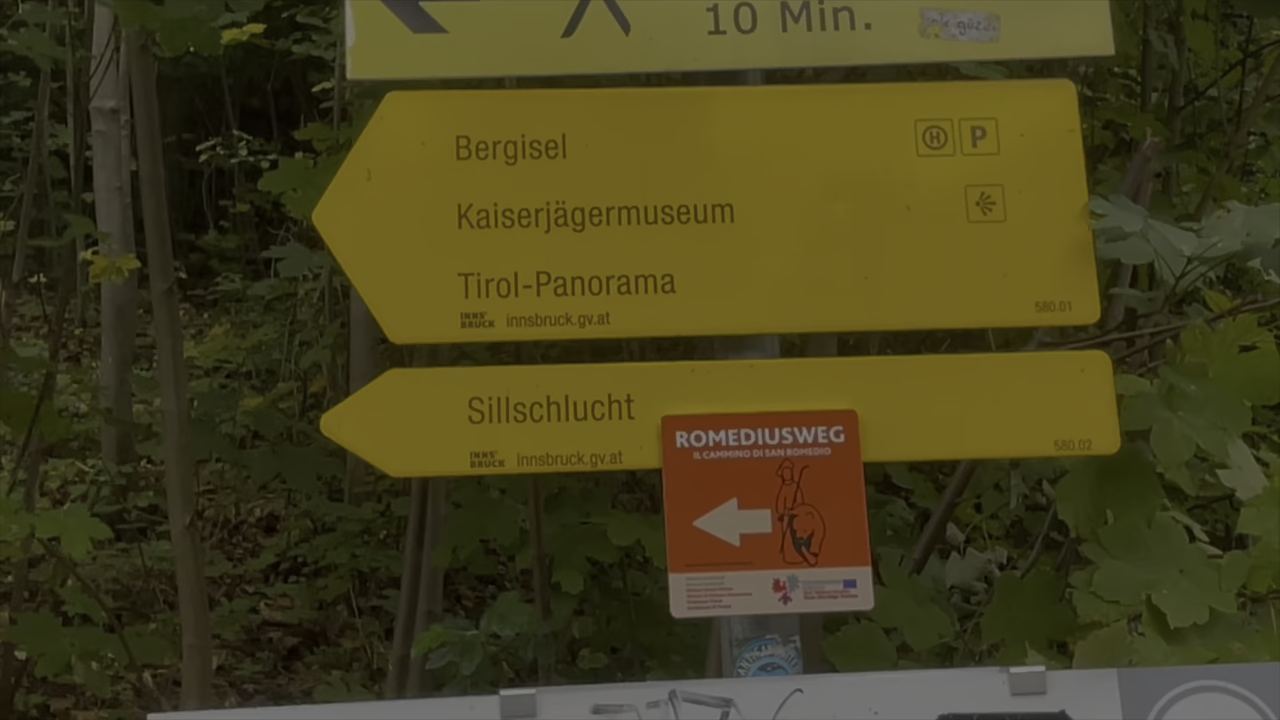 10 Min.
Bergisel H P
Kaiserjägermuseum
Tirol-Panorama
INNS'
BRUCK innsbruck.gv.at 580.01
Sillschlucht
INNS'
BRUCK innsbruck.gv.at 580.02
ROMEDIUSWEG
IL CAMMINO DI SAN ROMEDIO